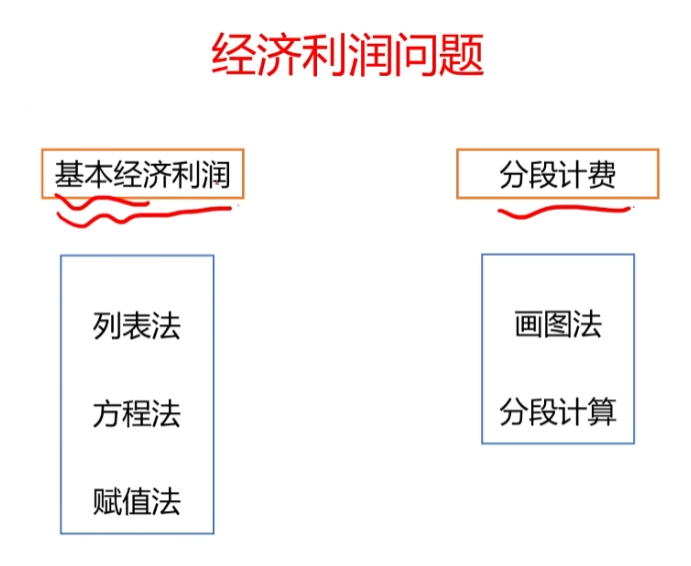 经济利润问题
基本经济利润
分段计费
列表法
方程法
赋值法
画图法
分段计算